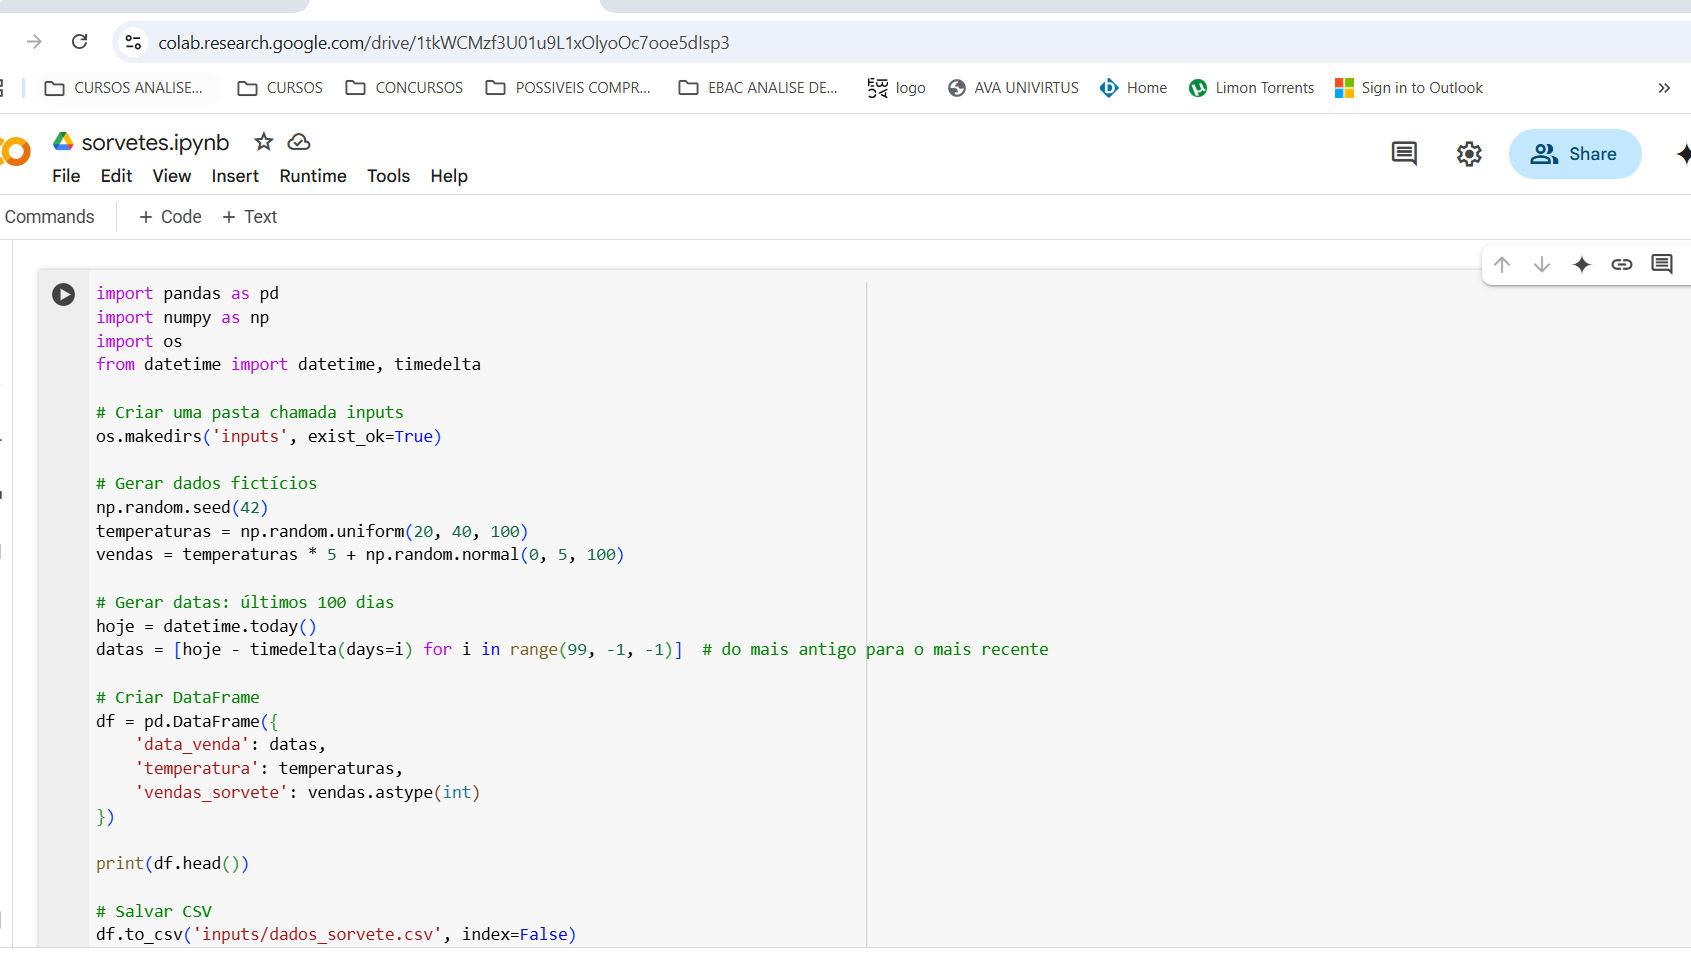 colab.research.google.com/drive/1tkWCMzf3U01u9L1xOlyoOc7ooe5dIsp3
CURSOS ANALISE... CURSOS CONCURSOS POSSIVEIS COMPR... EBAC ANALISE DE... logo AVA UNIVIRTUS Home Limon Torrents Sign in to Outlook »
sorvetes.ipynb
Share
File Edit View Insert Runtime Tools Help
Commands + Code + Text
import pandas as pd
import numpy as np
import os
from datetime import datetime, timedelta
# Criar uma pasta chamada inputs
os.makedirs('inputs', exist_ok=True)
# Gerar dados fictícios
np.random.seed(42)
temperaturas = np.random.uniform(20, 40, 100)
vendas = temperaturas * 5 + np.random.normal(0, 5, 100)
# Gerar datas: últimos 100 dias
hoje = datetime.today()
datas = [hoje - timedelta(days=i) for i in range(99, -1, -1)]  # do mais antigo para o mais recente
# Criar DataFrame
df = pd.DataFrame({
    'data_venda': datas,
    'temperatura': temperaturas,
    'vendas_sorvete': vendas.astype(int)
})
print(df.head())
# Salvar CSV
df.to_csv('inputs/dados_sorvete.csv', index=False)